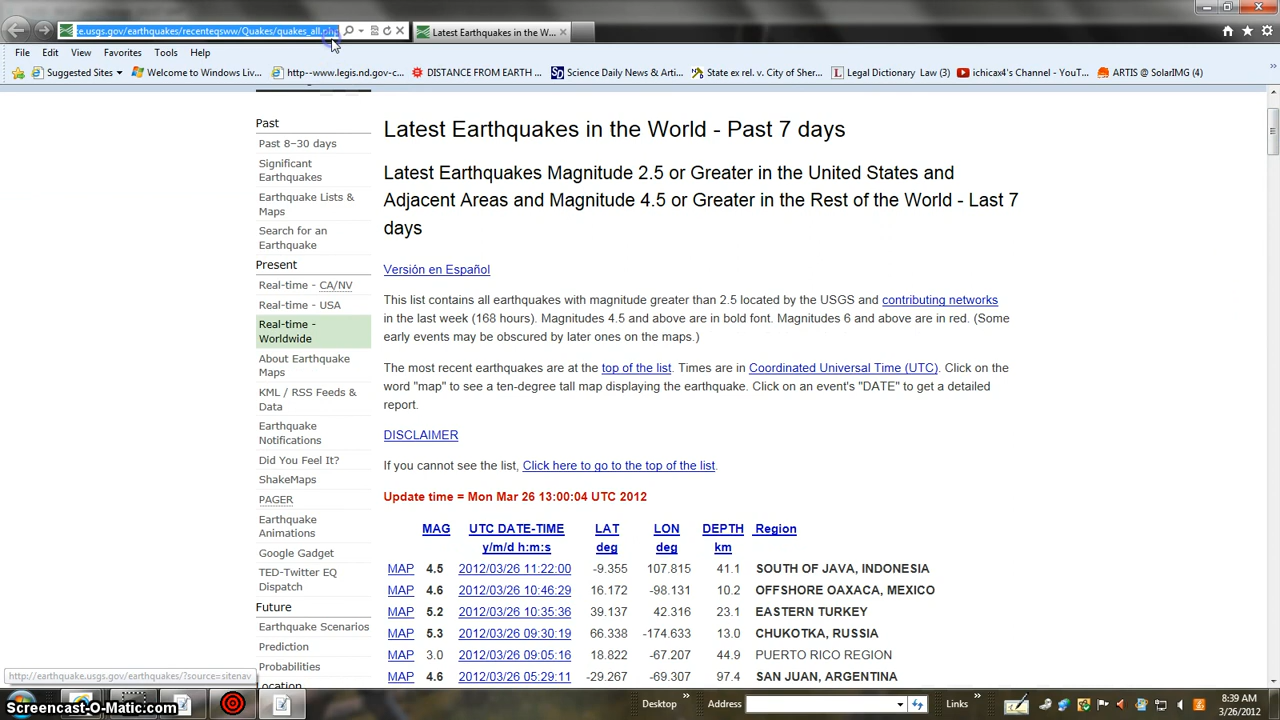 ce.usgs.gov/earthquakes/recenteqsww/Quakes/quakes_all.php
Latest Earthquakes in the W...
File Edit View Favorites Tools Help
Suggested Sites
Welcome to Windows Livi...
http--www.legis.nd.gov-c...
DISTANCE FROM EARTH ...
Science Daily News & Arti...
State ex rel. v. City of Sher...
Legal Dictionary Law (3)
ichicax4's Channel - YouT...
ARTIS @ SolarIMG (4)
Past
Past 8–30 days
Significant
Earthquakes
Earthquake Lists &
Maps
Search for an
Earthquake
Present
Real-time - CA/NV
Real-time - USA
Real-time -
Worldwide
About Earthquake
Maps
KML / RSS Feeds &
Data
Earthquake
Notifications
Did You Feel It?
ShakeMaps
PAGER
Earthquake
Animations
Google Gadget
TED-Twitter EQ
Dispatch
Future
Earthquake Scenarios
Prediction
Probabilities
Location
Latest Earthquakes in the World - Past 7 days
Latest Earthquakes Magnitude 2.5 or Greater in the United States and
Adjacent Areas and Magnitude 4.5 or Greater in the Rest of the World - Last 7
days
Versión en Español
This list contains all earthquakes with magnitude greater than 2.5 located by the USGS and contributing networks
in the last week (168 hours). Magnitudes 4.5 and above are in bold font. Magnitudes 6 and above are in red. (Some
early events may be obscured by later ones on the maps.)
The most recent earthquakes are at the top of the list. Times are in Coordinated Universal Time (UTC). Click on the
word "map" to see a ten-degree tall map displaying the earthquake. Click on an event's "DATE" to get a detailed
report.
DISCLAIMER
If you cannot see the list, Click here to go to the top of the list.
Update time = Mon Mar 26 13:00:04 UTC 2012
MAG UTC DATE-TIME LAT LON DEPTH Region
y/m/d h:m:s deg deg km
MAP 4.5 2012/03/26 11:22:00 -9.355 107.815 41.1 SOUTH OF JAVA, INDONESIA
MAP 4.6 2012/03/26 10:46:29 16.172 -98.131 10.2 OFFSHORE OAXACA, MEXICO
MAP 5.2 2012/03/26 10:35:36 39.137 42.316 23.1 EASTERN TURKEY
MAP 5.3 2012/03/26 09:30:19 66.338 -174.633 13.0 CHUKOTKA, RUSSIA
MAP 3.0 2012/03/26 09:05:16 18.822 -67.207 44.9 PUERTO RICO REGION
MAP 4.6 2012/03/26 05:29:11 -29.267 -69.307 97.4 SAN JUAN, ARGENTINA
http://earthquake.usgs.gov/earthquakes/?source=sitenav
Screencast-O-Matic.com
Desktop » Address Links »
8:39 AM
3/26/2012